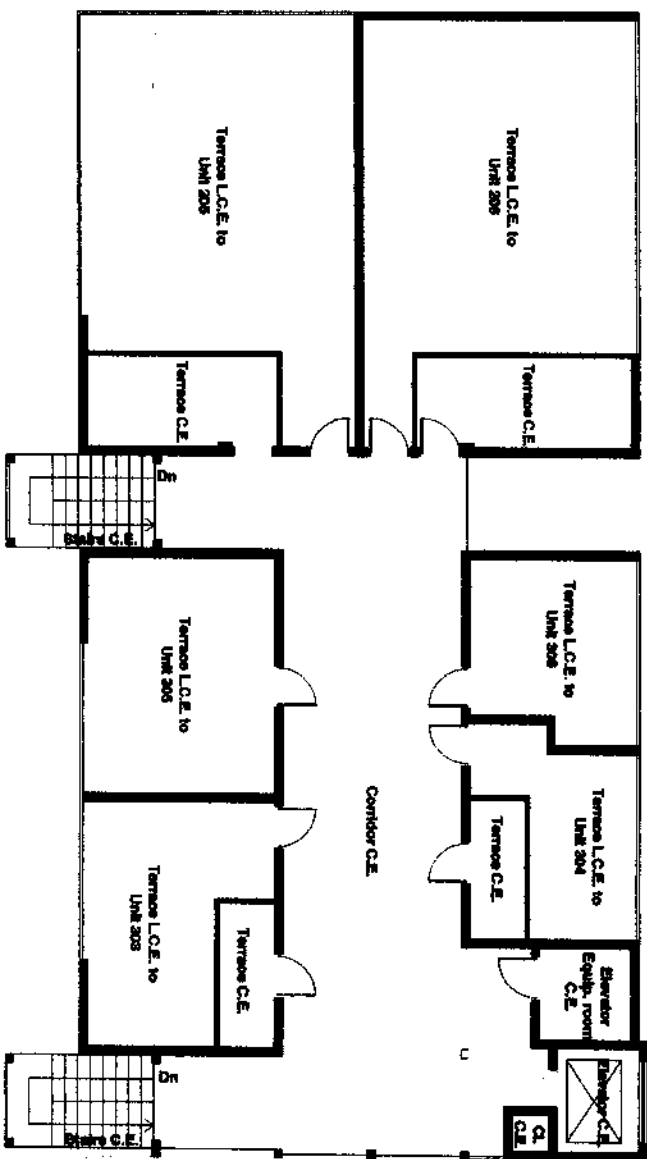 Terrace L.C.E. to
Unit 206
Terrace L.C.E. to
Unit 205
Terrace C.E.
Terrace C.E.
Dn
Stairs C.E.
Terrace L.C.E. to
Unit 306
Terrace L.C.E. to
Unit 305
Corridor C.E.
Terrace L.C.E. to
Unit 304
Terrace C.E.
Terrace L.C.E. to
Unit 303
Terrace C.E.
Elevator
Equip. room
C.E.
Elevator C.E.
Dn
Stairs C.E.
CL
C.E.